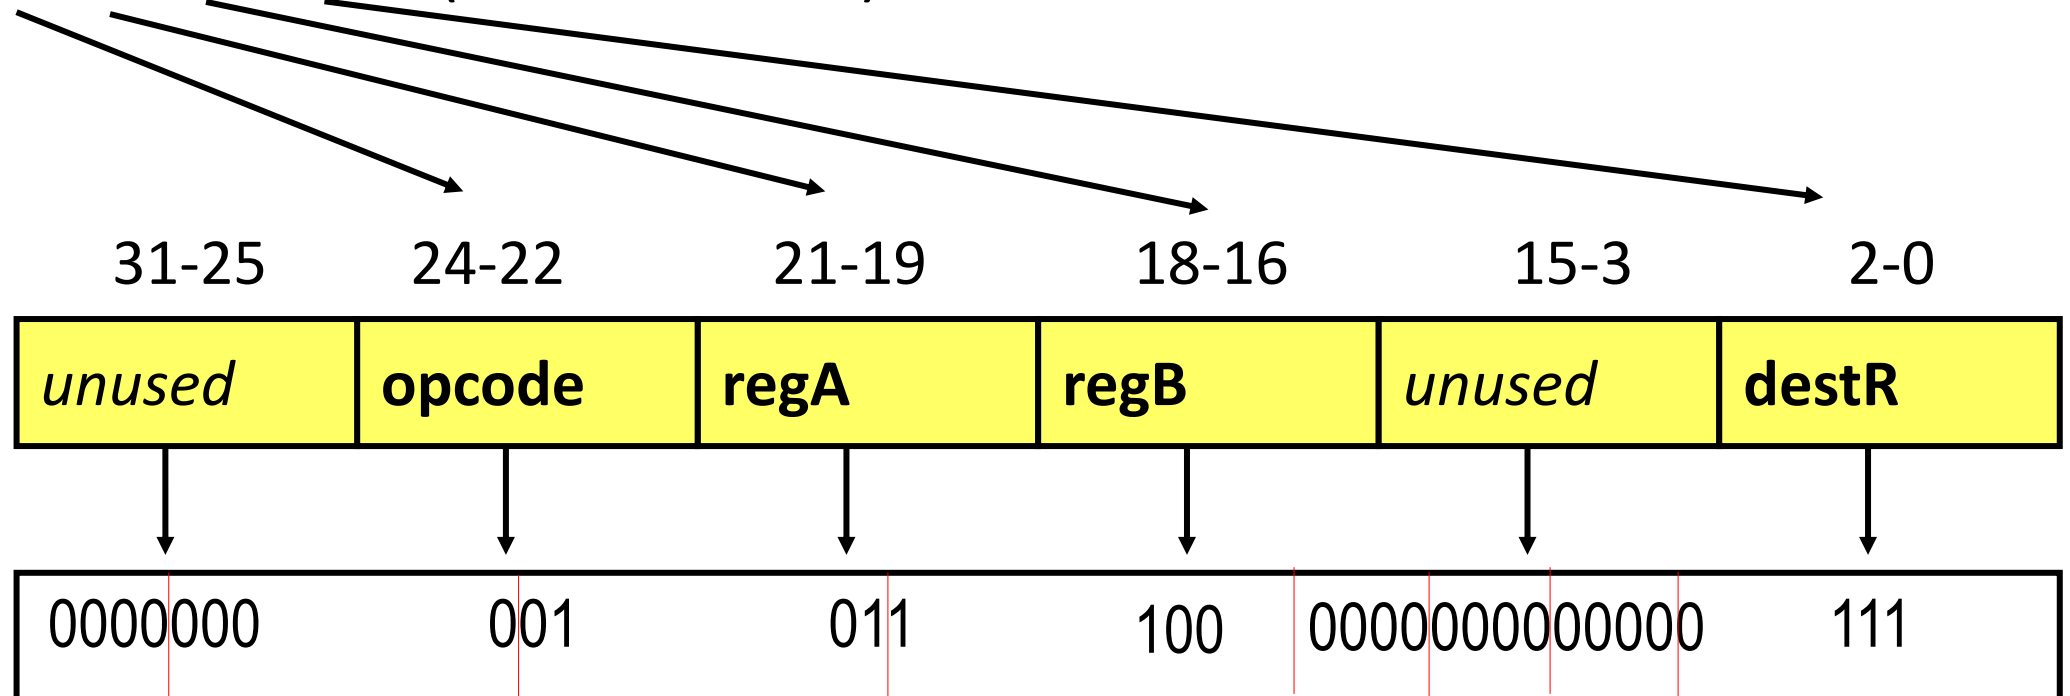 31-25 24-22 21-19 18-16 15-3 2-0
unused opcode regA regB unused destR
0000000 001 011 100 0000000000000 111